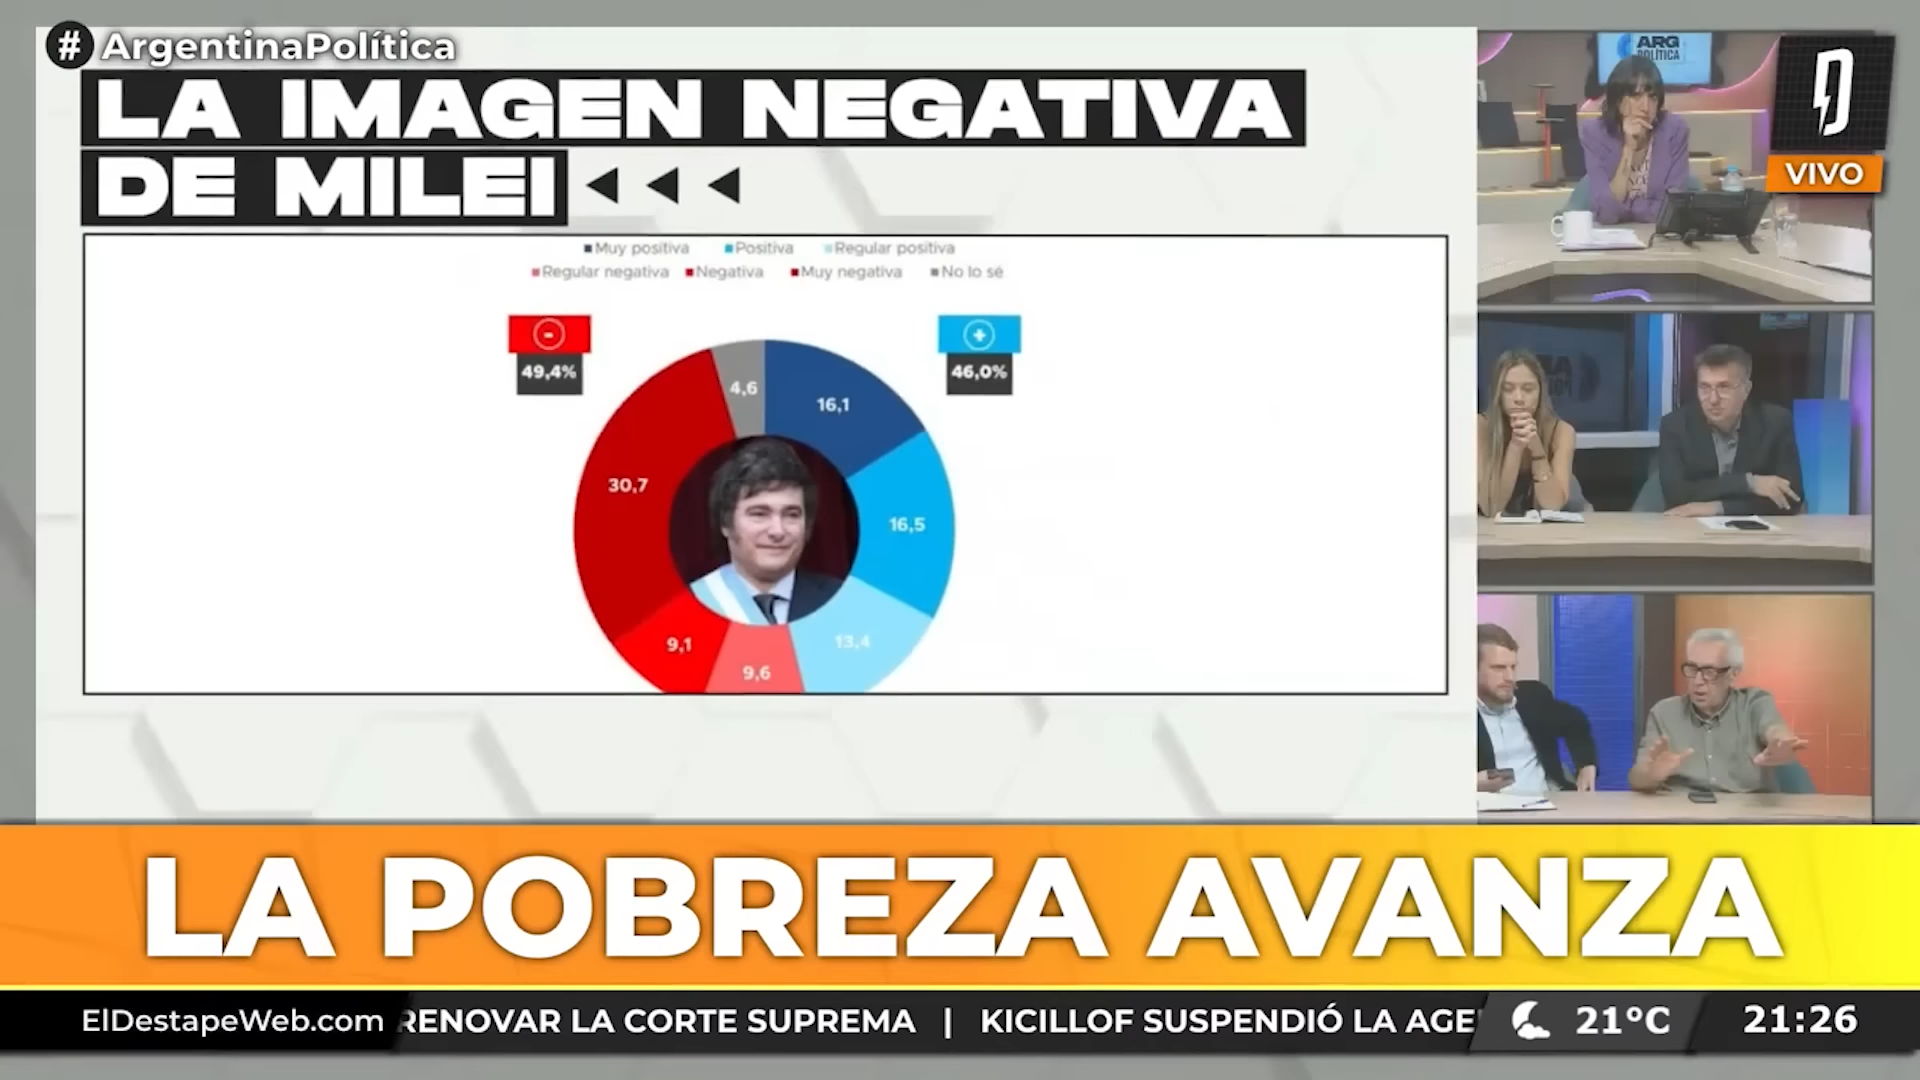 #ArgentinaPolítica
LA IMAGEN NEGATIVA
DE MILEI
Muy positiva Positiva Regular positiva
Regular negativa Negativa Muy negativa No lo sé
-
+
49,4%
46,0%
4,6
16,1
30,7
16,5
9,1
13,4
9,6
ARG
POLÍTICA
VIVO
LA POBREZA AVANZA
ElDestapeWeb.com
RENOVAR LA CORTE SUPREMA | KICILLOF SUSPENDIÓ LA AGE
21°C
21:26